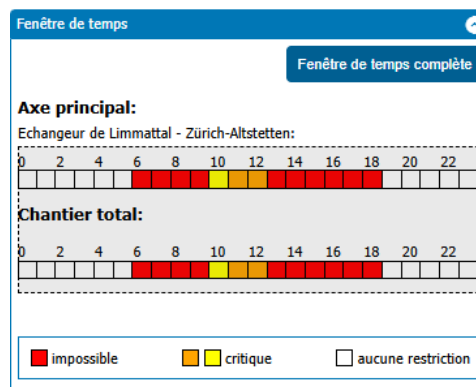 Fenêtre de temps
Fenêtre de temps complète
Axe principal:
Echangeur de Limmattal - Zürich-Altstetten:
0 2 4 6 8 10 12 14 16 18 20 22
Chantier total:
0 2 4 6 8 10 12 14 16 18 20 22
impossible critique aucune restriction